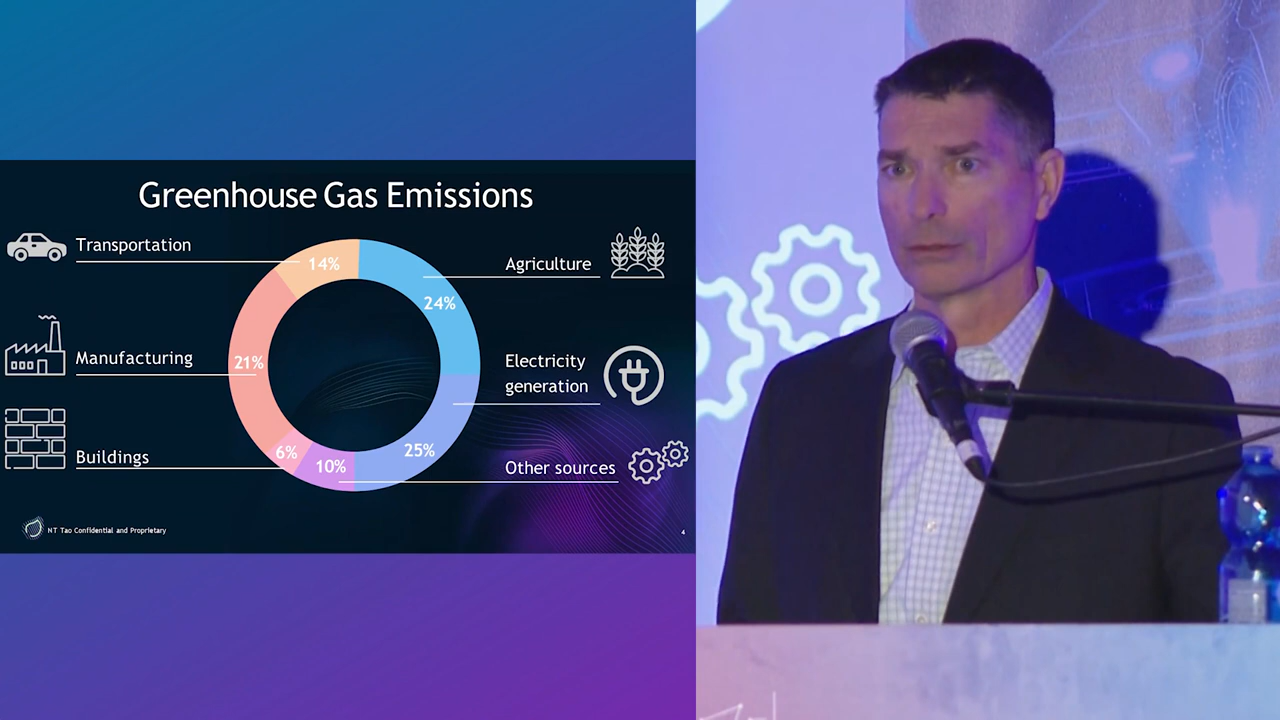 Greenhouse Gas Emissions
Transportation
14%
Agriculture
24%
Manufacturing
21%
Electricity
generation
25%
Buildings
6%
10%
Other sources
NT Tao Confidential and Proprietary
4